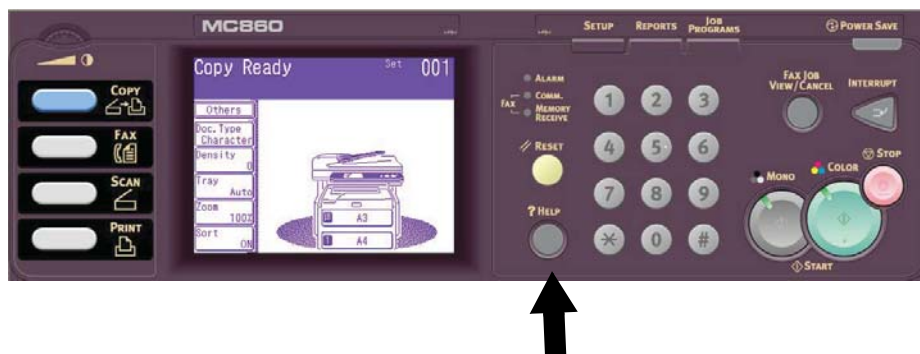 MC860
SETUP
REPORTS
JOB
PROGRAMS
POWER SAVE
Copy Ready
Set
001
COPY
FAX
SCAN
PRINT
Others
Doc.Type
Character
Density
0
Tray
Auto
Zoom
100%
Sort
ON
A3
A4
ALARM
FAX
COMM.
MEMORY
RECEIVE
RESET
? HELP
1
2
3
4
5
6
7
8
9
0
#
FAX JOB
VIEW/CANCEL
INTERRUPT
STOP
MONO
COLOR
START